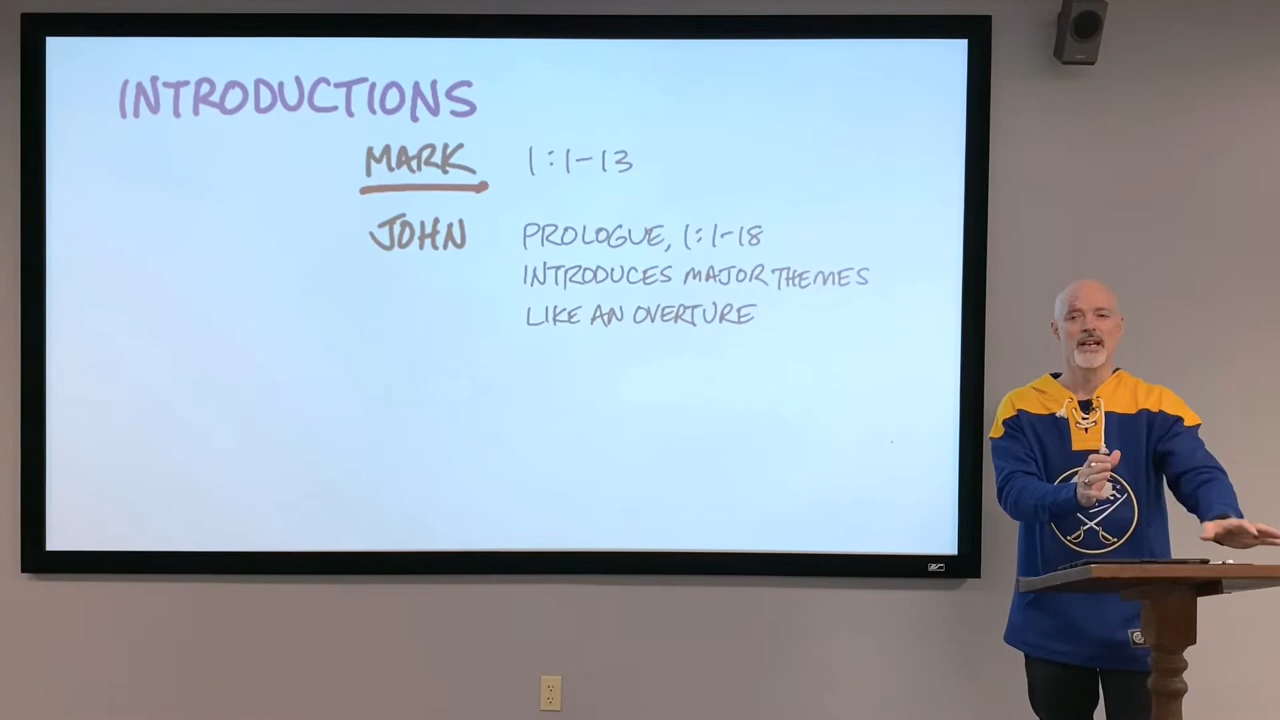 INTRODUCTIONS
MARK 1:1-13
JOHN PROLOGUE, 1:1-18
INTRODUCES MAJOR THEMES
LIKE AN OVERTURE